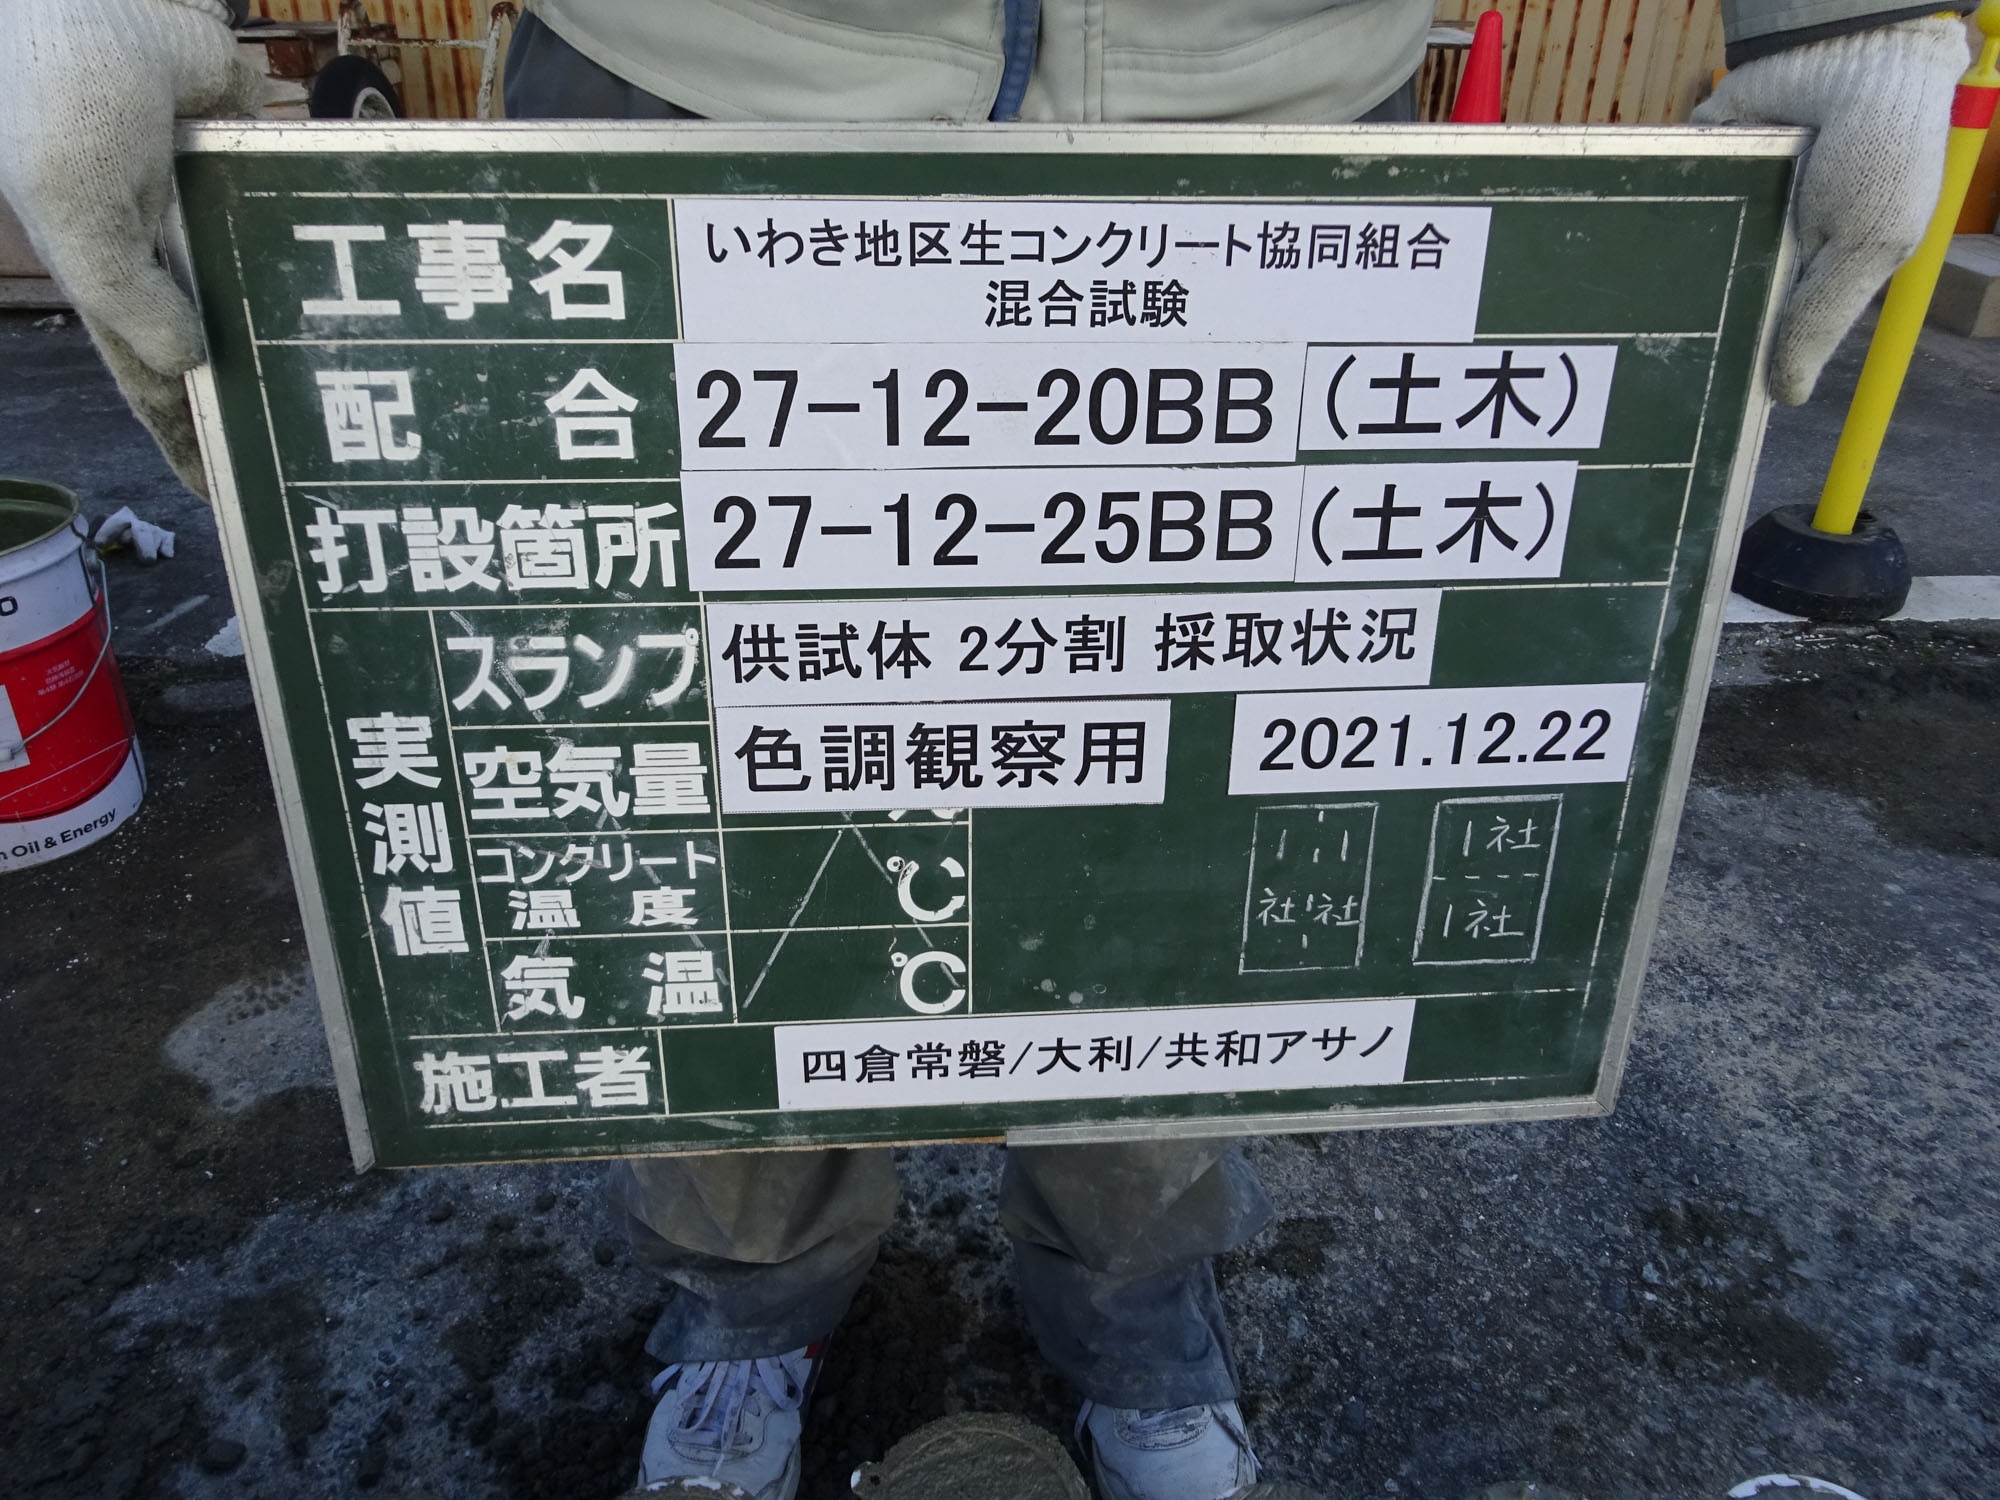 工事名 いわき地区生コンクリート協同組合
混合試験
配合 27-12-20BB (土木)
打設箇所 27-12-25BB (土木)
実測値
スランプ 供試体 2分割 採取状況
空気量 色調観察用 2021.12.22
コンクリート温度 ℃
気温 ℃
1社 1社
1社
1社
施工者 四倉常磐/大利/共和アサノ
Oil & Energy